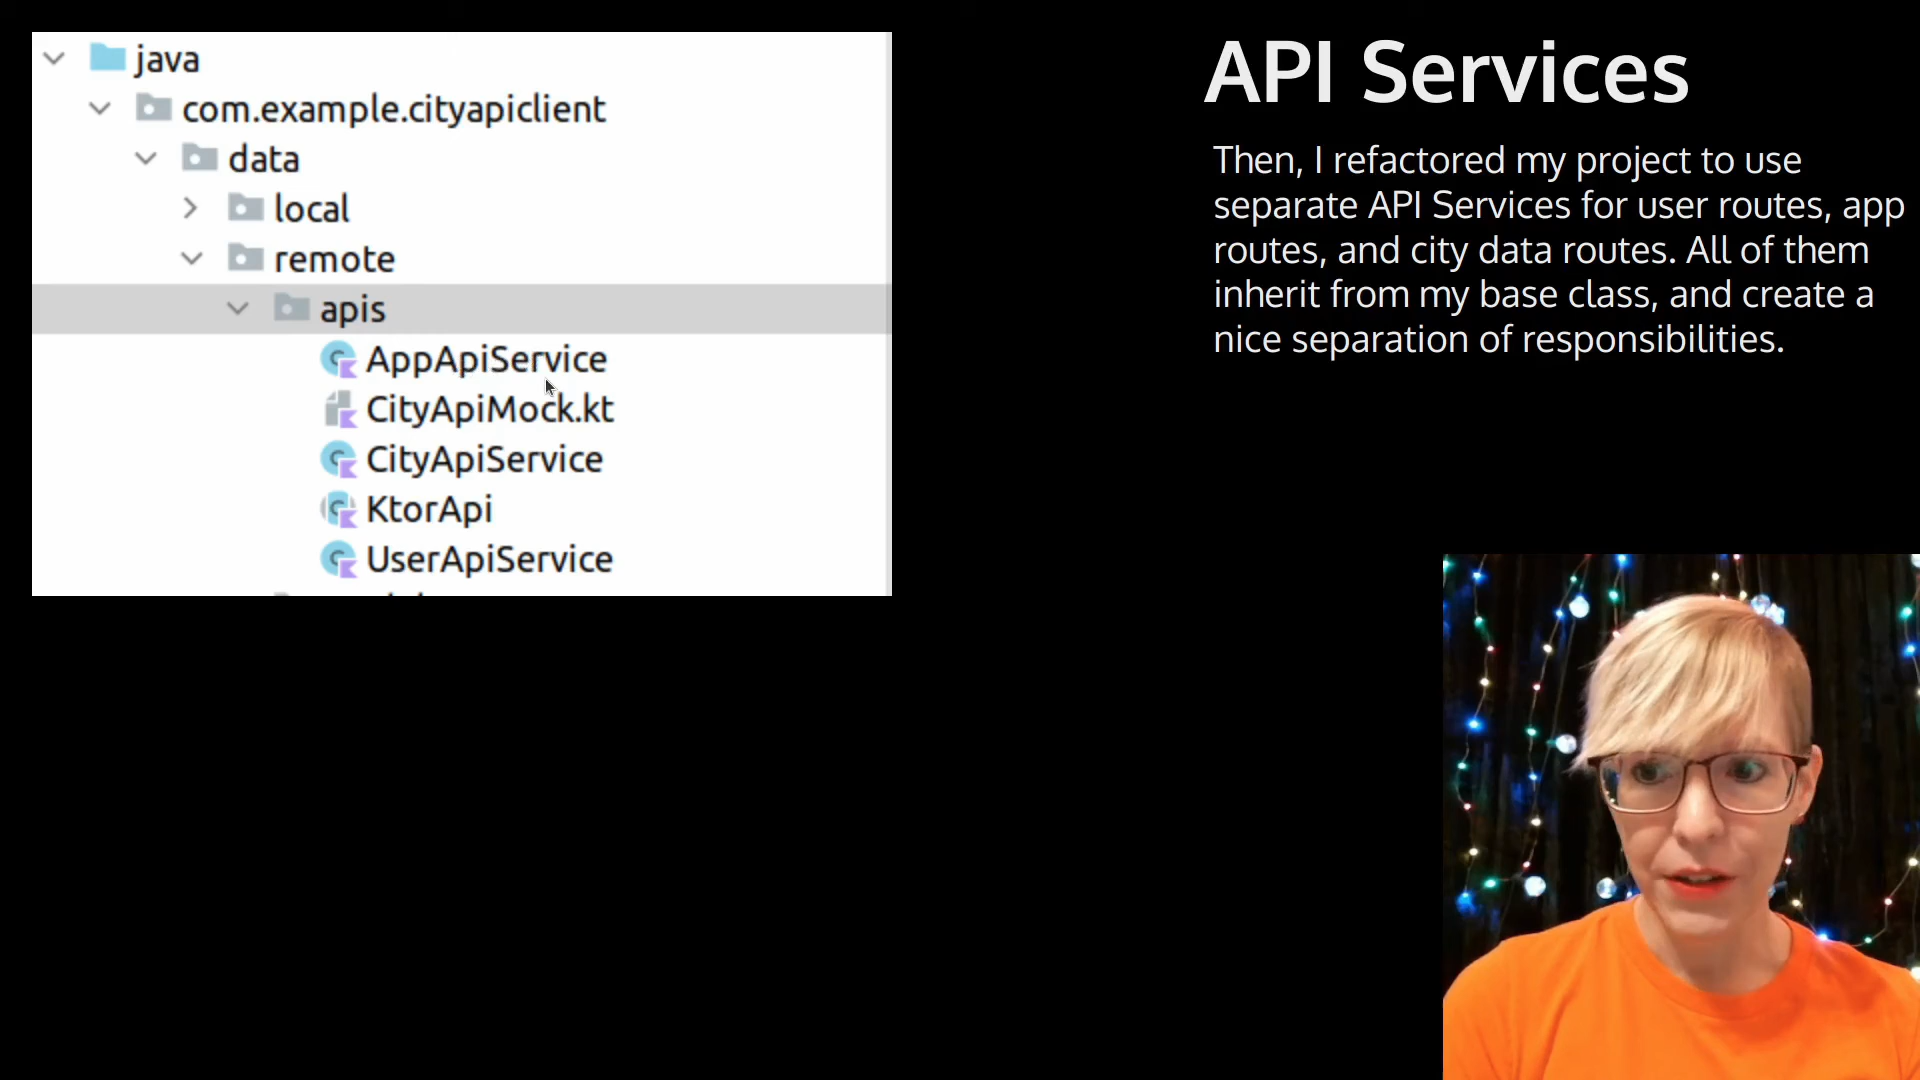 java
com.example.cityapiclient
data
local
remote
apis
AppApiService
CityApiMock.kt
CityApiService
KtorApi
UserApiService
API Services
Then, I refactored my project to use
separate API Services for user routes, app
routes, and city data routes. All of them
inherit from my base class, and create a
nice separation of responsibilities.